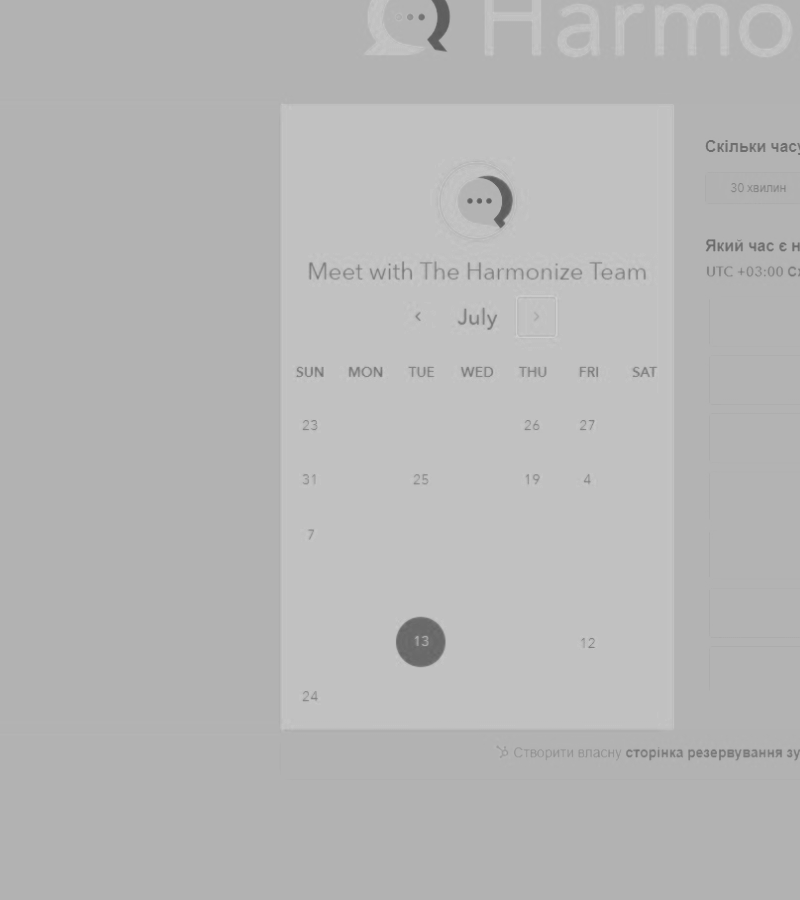 Harmo
Meet with The Harmonize Team
July
SUN MON TUE WED THU FRI SAT
23 26 27
31 25 19 4
7
13 12
24
Скільки часу
30 хвилин
Який час є н
UTC +03:00
Створити власну сторінка резервування зу